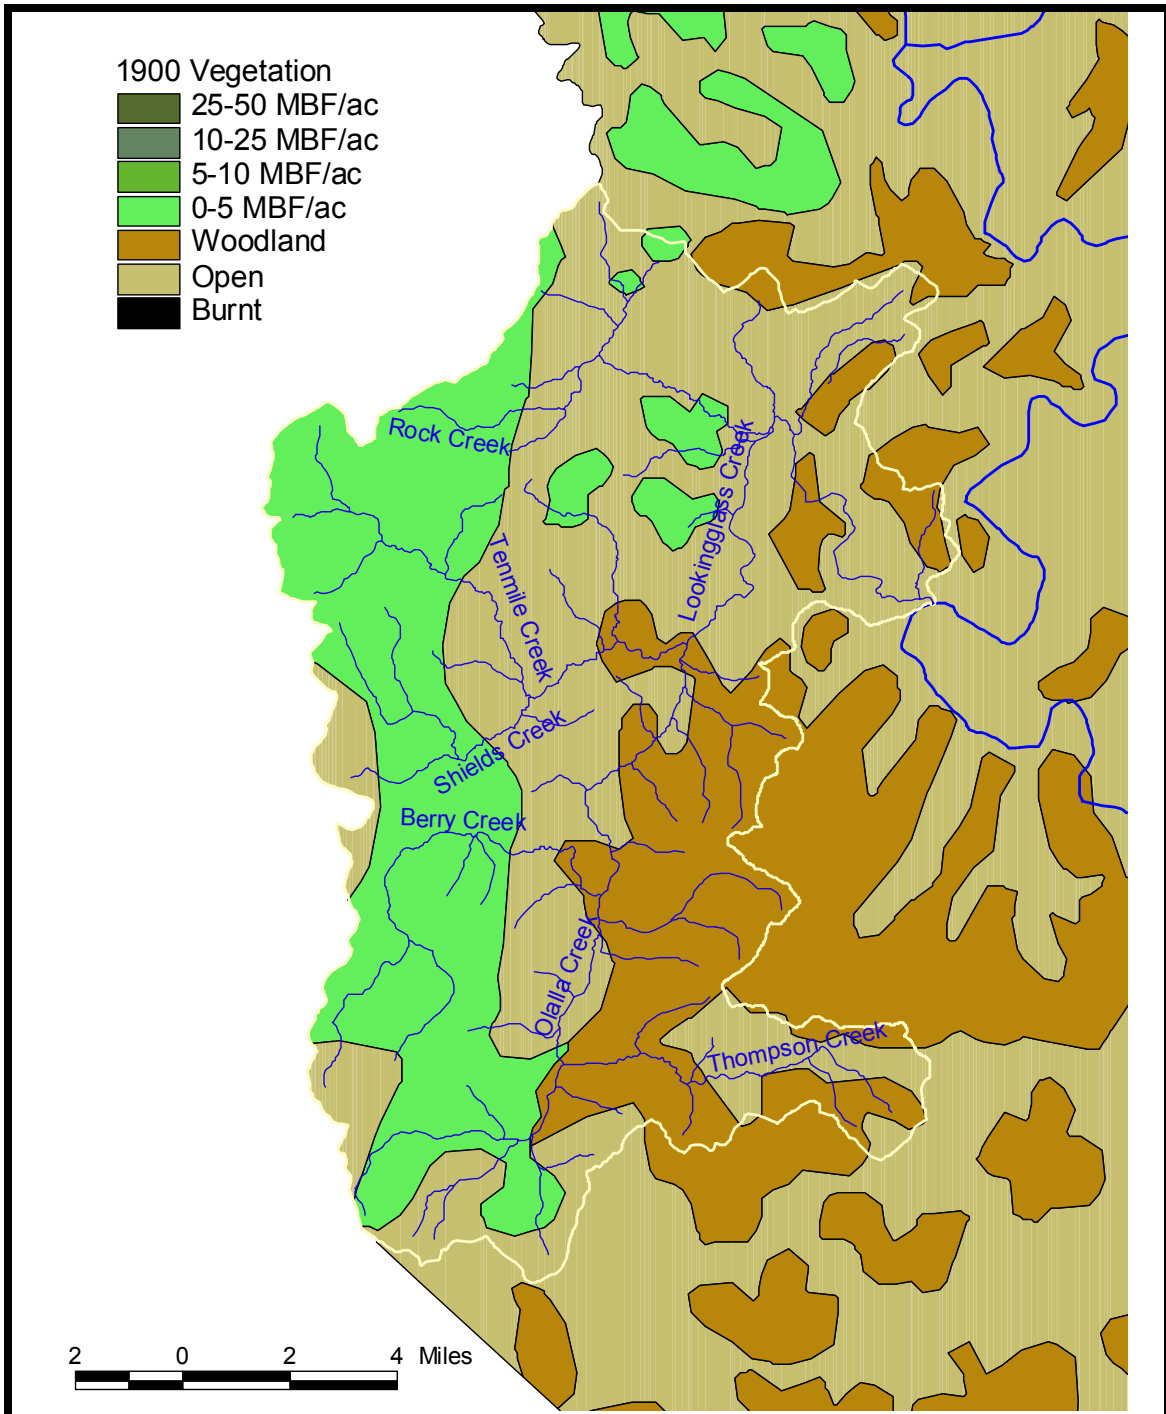 1900 Vegetation
25-50 MBF/ac
10-25 MBF/ac
5-10 MBF/ac
0-5 MBF/ac
Woodland
Open
Burnt
Rock Creek
Lookingglass Creek
Tenmile Creek
Shields Creek
Berry Creek
Olalla Creek
Thompson Creek
2 0 2 4 Miles